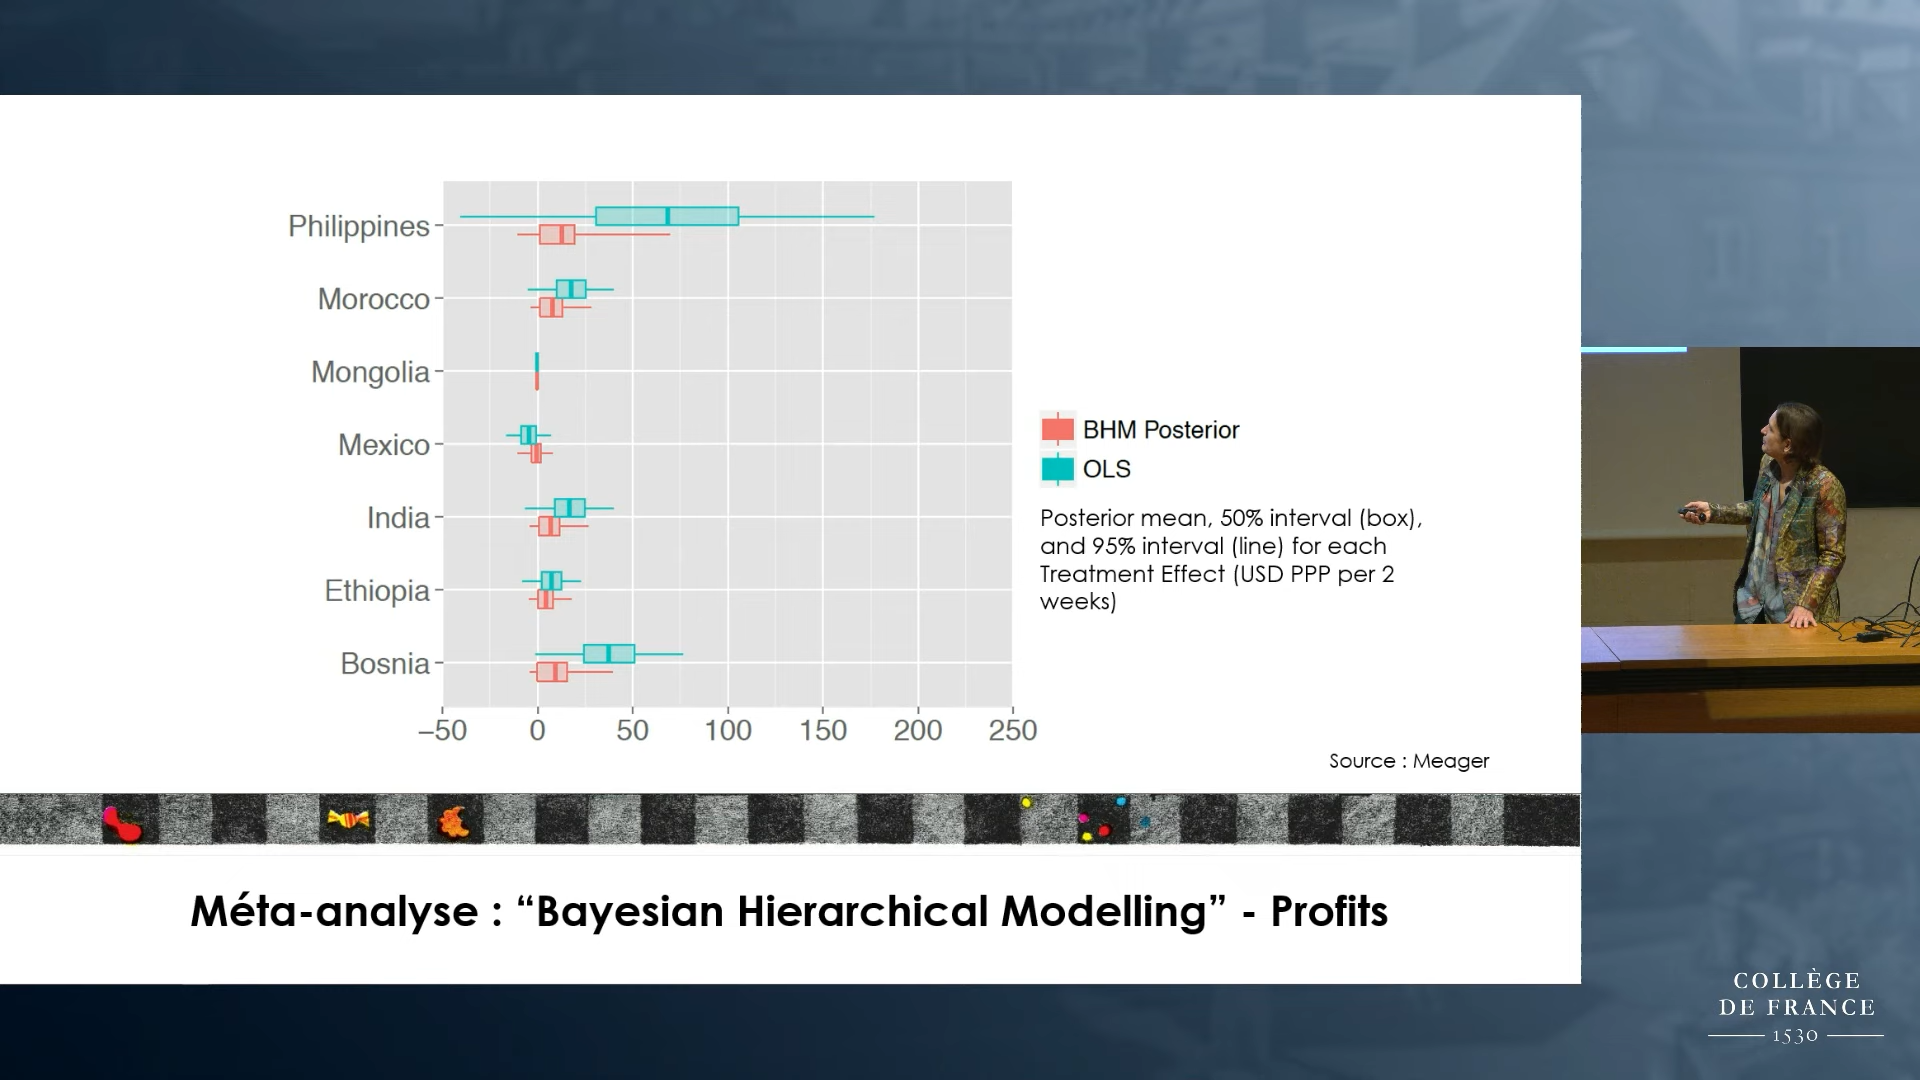 Philippines
Morocco
Mongolia
Mexico
India
Ethiopia
Bosnia
−50 0 50 100 150 200 250
BHM Posterior
OLS
Posterior mean, 50% interval (box),
and 95% interval (line) for each
Treatment Effect (USD PPP per 2
weeks)
Source : Meager
Méta-analyse : “Bayesian Hierarchical Modelling” - Profits
COLLÈGE
DE FRANCE
1530